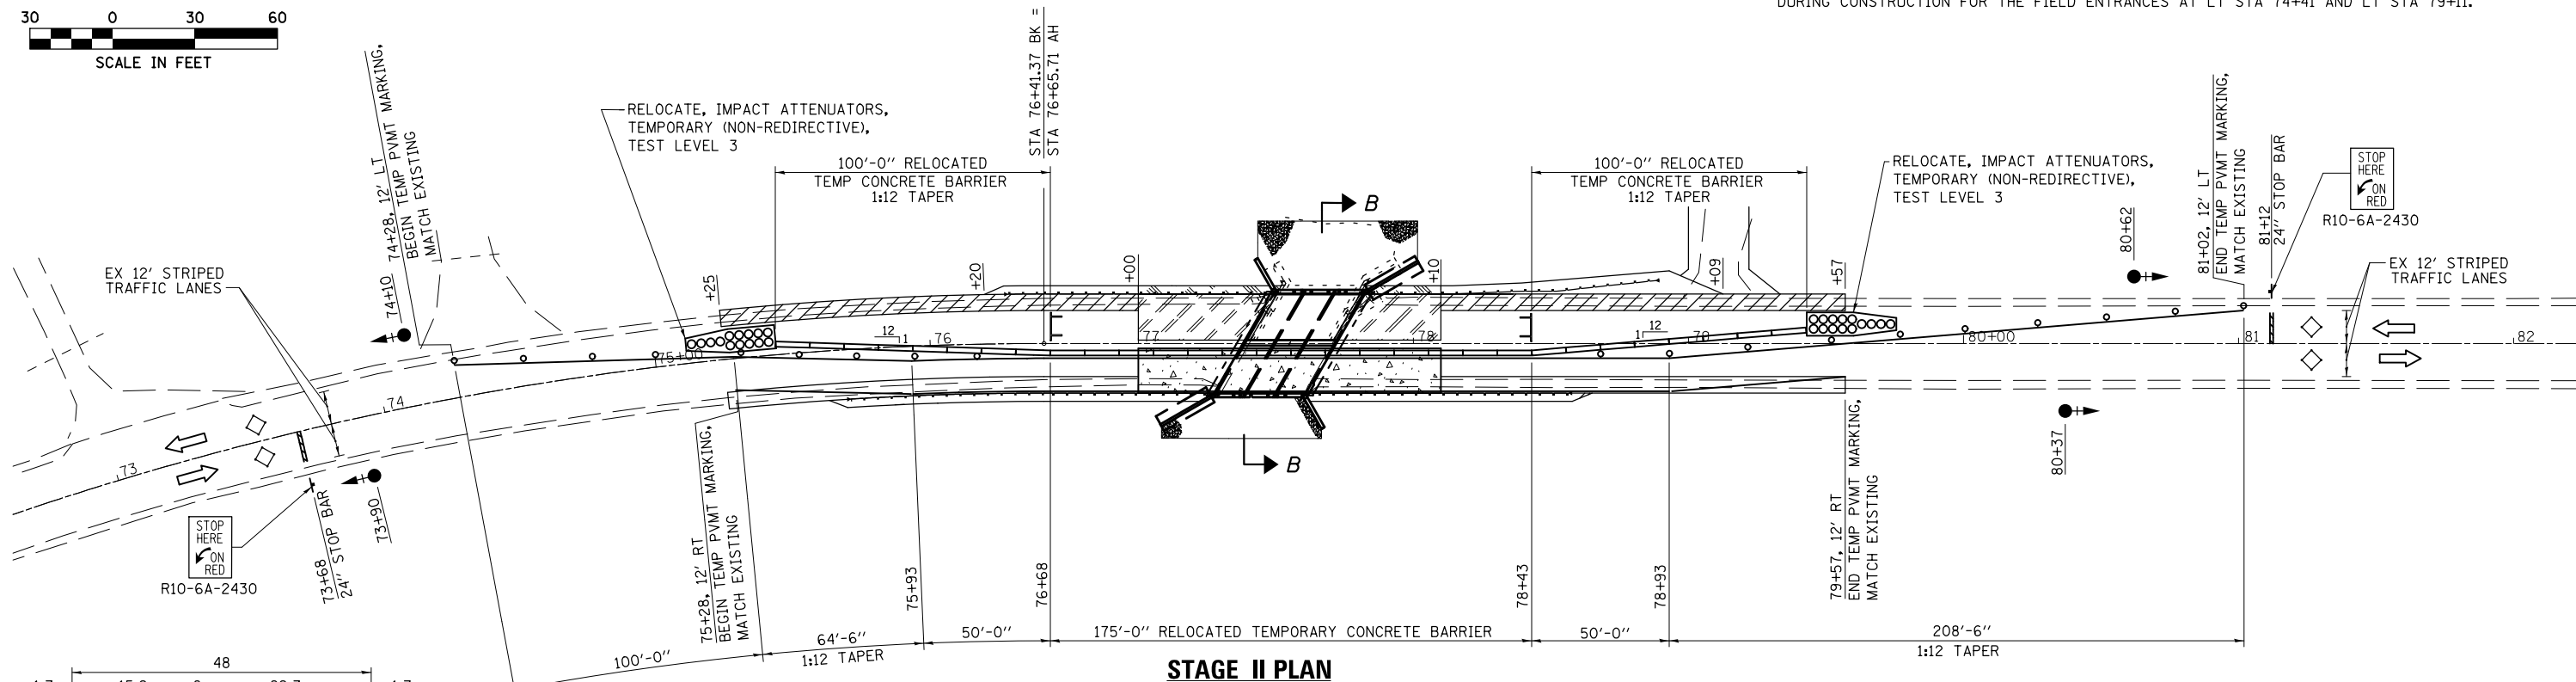 DURING CONSTRUCTION FOR THE FIELD ENTRANCES AT LT STA 74+41 AND LT STA 79+11.
30 0 30 60
SCALE IN FEET
74+28, 12' LT
BEGIN TEMP PVMT MARKING,
MATCH EXISTING
74+10
RELOCATE, IMPACT ATTENUATORS,
TEMPORARY (NON-REDIRECTIVE),
TEST LEVEL 3
STA 76+41.37 BK =
STA 76+65.71 AH
100'-0" RELOCATED
TEMP CONCRETE BARRIER
1:12 TAPER
B
100'-0" RELOCATED
TEMP CONCRETE BARRIER
1:12 TAPER
RELOCATE, IMPACT ATTENUATORS,
TEMPORARY (NON-REDIRECTIVE),
TEST LEVEL 3
80+62
81+02, 12' LT
END TEMP PVMT MARKING,
MATCH EXISTING
81+12
24" STOP BAR
STOP
HERE
ON
RED
R10-6A-2430
EX 12' STRIPED
TRAFFIC LANES
EX 12' STRIPED
TRAFFIC LANES
+25
+20
+00
+10
+09
+57
12
1
12
1
73
74
75+00
76
77
78
79
80+00
81
82
STOP
HERE
ON
RED
R10-6A-2430
73+68
24" STOP BAR
73+90
B
75+28, 12' RT
BEGIN TEMP PVMT MARKING,
MATCH EXISTING
75+93
76+68
78+43
78+93
79+57, 12' RT
END TEMP PVMT MARKING,
MATCH EXISTING
80+37
100'-0"
64'-6"
1:12 TAPER
50'-0"
175'-0" RELOCATED TEMPORARY CONCRETE BARRIER
50'-0"
208'-6"
1:12 TAPER
STAGE II PLAN
48